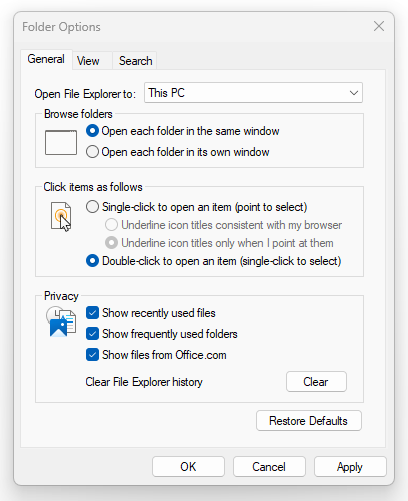 Folder Options
General View Search
Open File Explorer to: This PC
Browse folders
Open each folder in the same window
Open each folder in its own window
Click items as follows
Single-click to open an item (point to select)
Underline icon titles consistent with my browser
Underline icon titles only when I point at them
Double-click to open an item (single-click to select)
Privacy
Show recently used files
Show frequently used folders
Show files from Office.com
Clear File Explorer history Clear
Restore Defaults
OK Cancel Apply